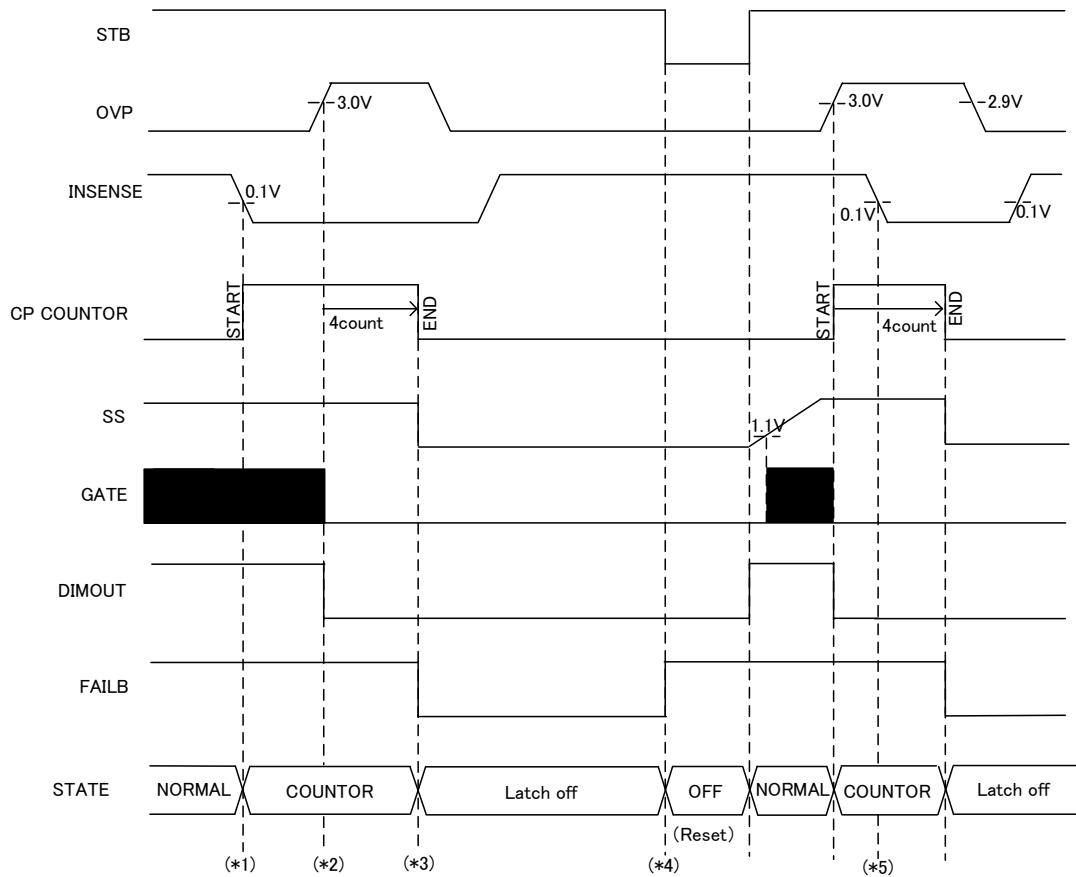 STB
OVP
3.0V
3.0V
2.9V
INSENSE
0.1V
0.1V
0.1V
CP COUNTOR
START
4count
END
START
4count
END
SS
1.1V
GATE
DIMOUT
FAILB
STATE
NORMAL
COUNTOR
Latch off
OFF
NORMAL
COUNTOR
Latch off
(Reset)
(*1)
(*2)
(*3)
(*4)
(*5)